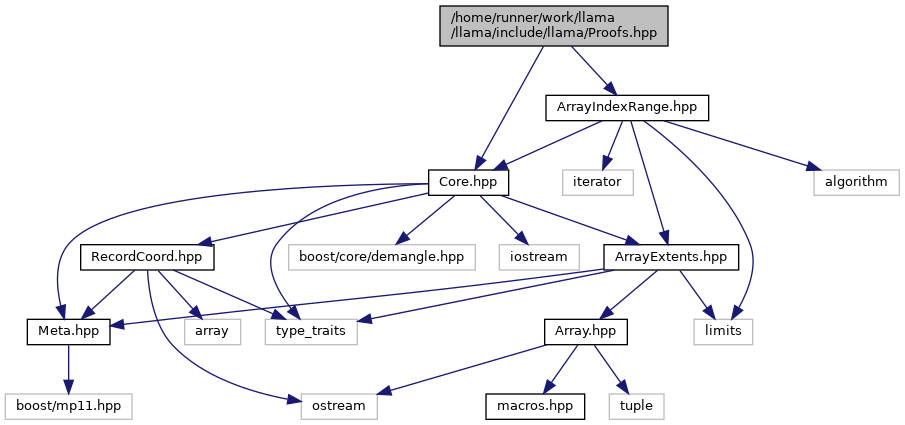 /home/runner/work/llama
/llama/include/llama/Proofs.hpp
ArrayIndexRange.hpp
Core.hpp
iterator
algorithm
RecordCoord.hpp
boost/core/demangle.hpp
iostream
ArrayExtents.hpp
Meta.hpp
array
type_traits
Array.hpp
limits
boost/mp11.hpp
ostream
macros.hpp
tuple